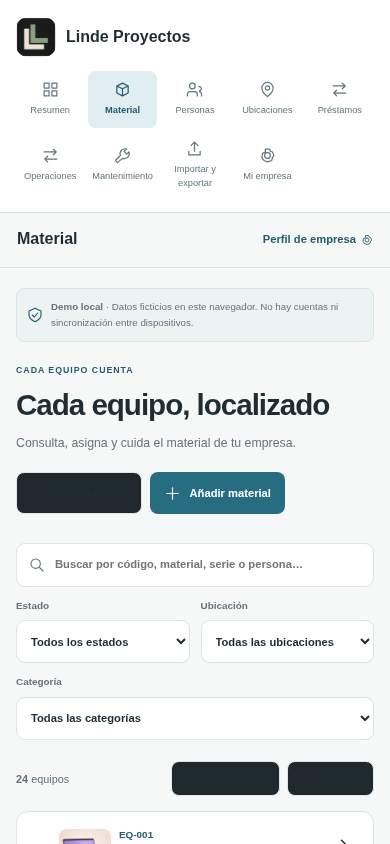 Linde Proyectos
Resumen
Material
Personas
Ubicaciones
Préstamos
Operaciones
Mantenimiento
Importar y
exportar
Mi empresa
Material
Perfil de empresa
Demo local · Datos ficticios en este navegador. No hay cuentas ni
sincronización entre dispositivos.
CADA EQUIPO CUENTA
Cada equipo, localizado
Consulta, asigna y cuida el material de tu empresa.
Añadir material
Buscar por código, material, serie o persona…
Estado
Ubicación
Todos los estados
Todas las ubicaciones
Categoría
Todas las categorías
24 equipos
EQ-001